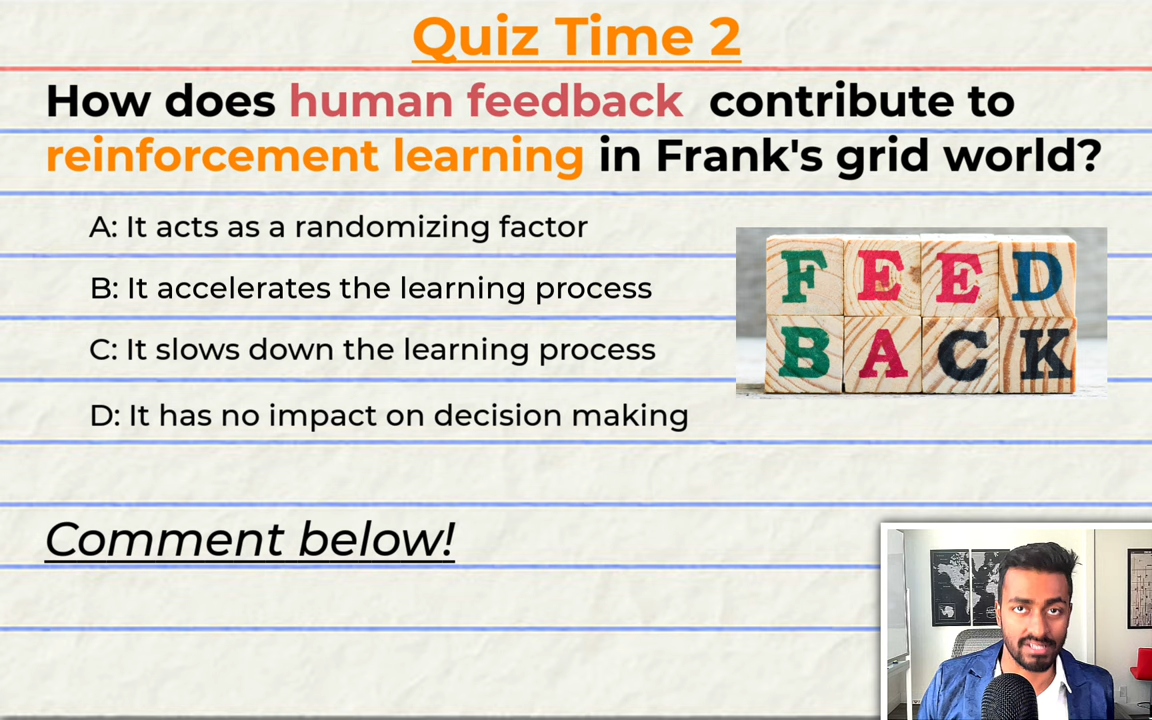 Quiz Time 2
How does human feedback contribute to
reinforcement learning in Frank's grid world?
A: It acts as a randomizing factor
B: It accelerates the learning process
C: It slows down the learning process
D: It has no impact on decision making
FEED
BACK
Comment below!